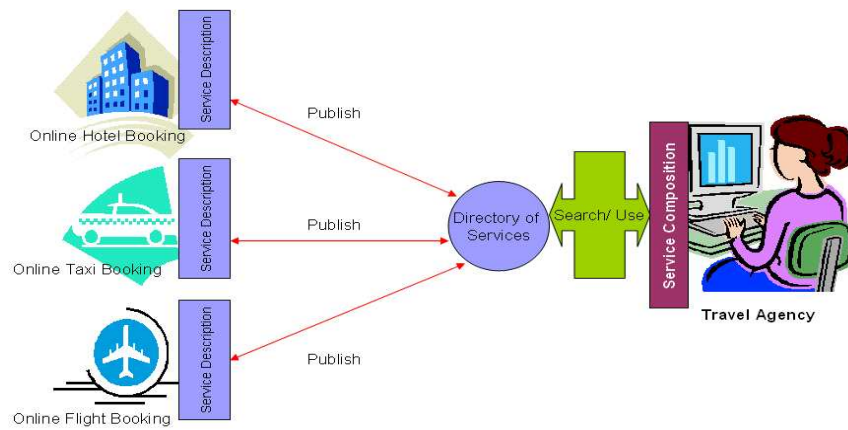 Service Description
Online Hotel Booking
Publish
Service Description
Online Taxi Booking
Publish
Service Description
Online Flight Booking
Publish
Directory of
Services
Search/ Use
Service Composition
Travel Agency